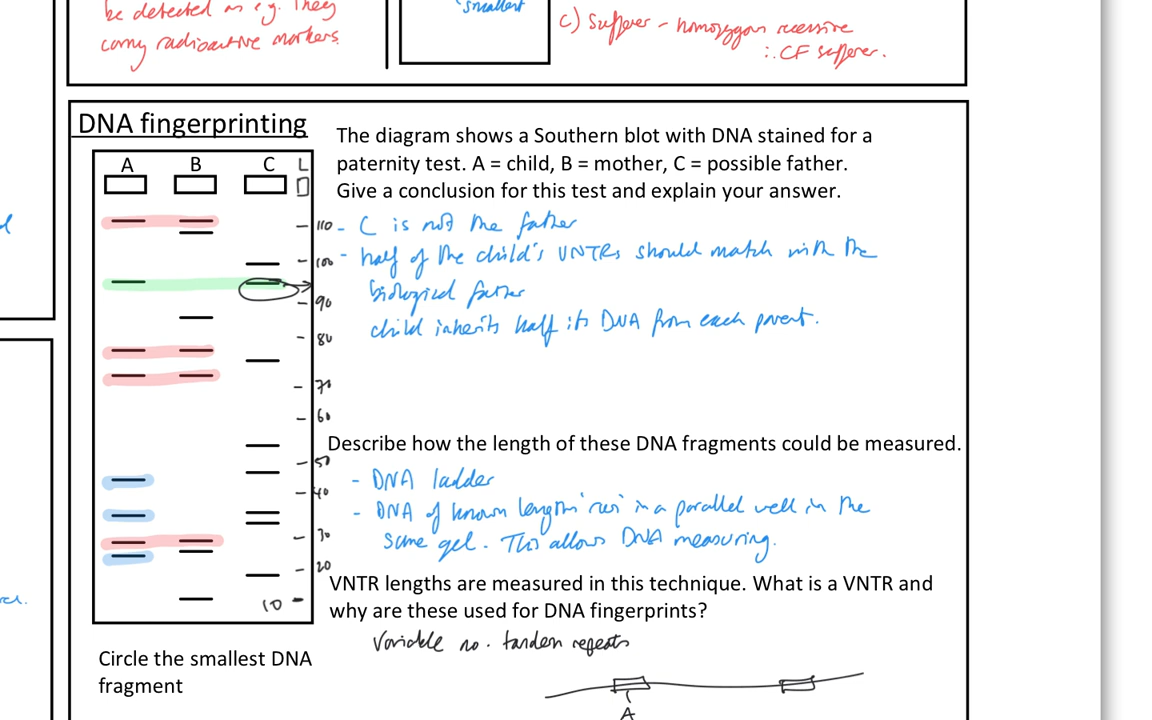 be detected as e.g. They
carry radioactive markers.
'smallest
c) Sufferer - homozygous recessive
∴ CF sufferer.
DNA fingerprinting
A B C L
The diagram shows a Southern blot with DNA stained for a
paternity test. A = child, B = mother, C = possible father.
Give a conclusion for this test and explain your answer.
- C is not the father
- half of the child's VNTRs should match with the
biological father
child inherits half its DNA from each parent.
110
100
90
80
70
60
50
40
30
20
10
Describe how the length of these DNA fragments could be measured.
- DNA ladder
- DNA of known length 'run' in a parallel well in the
same gel. This allows DNA measuring.
VNTR lengths are measured in this technique. What is a VNTR and
why are these used for DNA fingerprints?
Variable no. tandem repeats
Circle the smallest DNA
fragment
A